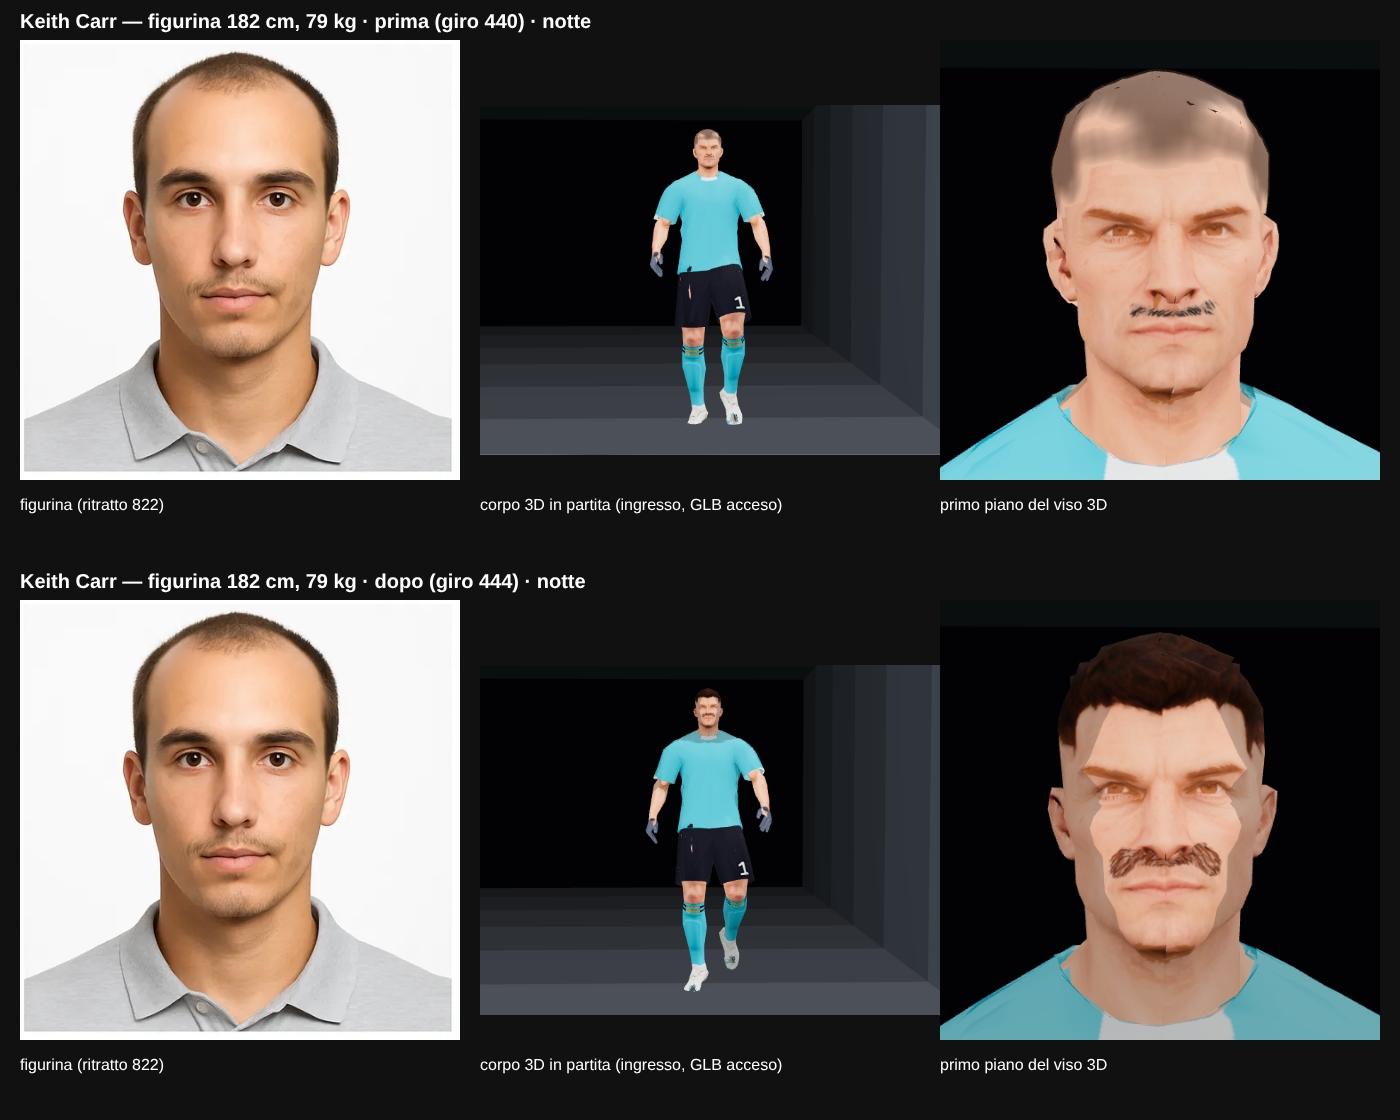 Keith Carr — figurina 182 cm, 79 kg · prima (giro 440) · notte
1
figurina (ritratto 822)
corpo 3D in partita (ingresso, GLB acceso)
primo piano del viso 3D
Keith Carr — figurina 182 cm, 79 kg · dopo (giro 444) · notte
1
figurina (ritratto 822)
corpo 3D in partita (ingresso, GLB acceso)
primo piano del viso 3D